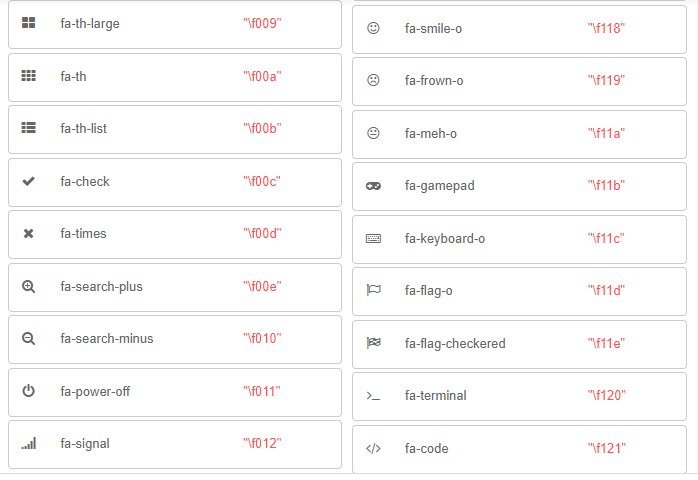 fa-th-large "\f009"
fa-th "\f00a"
fa-th-list "\f00b"
fa-check "\f00c"
fa-times "\f00d"
fa-search-plus "\f00e"
fa-search-minus "\f010"
fa-power-off "\f011"
fa-signal "\f012"
fa-smile-o "\f118"
fa-frown-o "\f119"
fa-meh-o "\f11a"
fa-gamepad "\f11b"
fa-keyboard-o "\f11c"
fa-flag-o "\f11d"
fa-flag-checkered "\f11e"
fa-terminal "\f120"
fa-code "\f121"